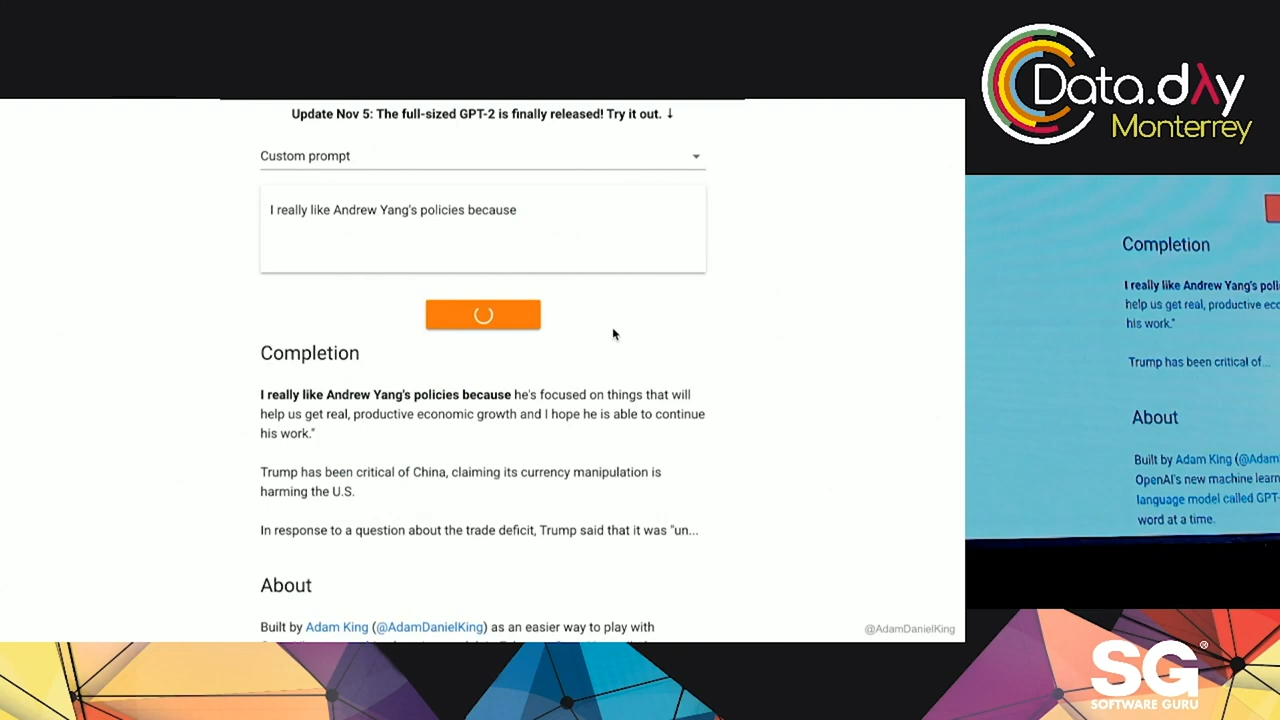 Update Nov 5: The full-sized GPT-2 is finally released! Try it out. ↓
Custom prompt
I really like Andrew Yang's policies because
Completion
I really like Andrew Yang's policies because he's focused on things that will
help us get real, productive economic growth and I hope he is able to continue
his work."
Trump has been critical of China, claiming its currency manipulation is
harming the U.S.
In response to a question about the trade deficit, Trump said that it was "un...
About
Built by Adam King (@AdamDanielKing) as an easier way to play with
@AdamDanielKing
Data.dλy
Monterrey
Completion
I really like Andrew Yang's poli
help us get real, productive ec
his work."
Trump has been critical of...
About
Built by Adam King (@Adam
OpenAI's new machine learn
language model called GPT-
word at a time.
SG®
SOFTWARE GURU